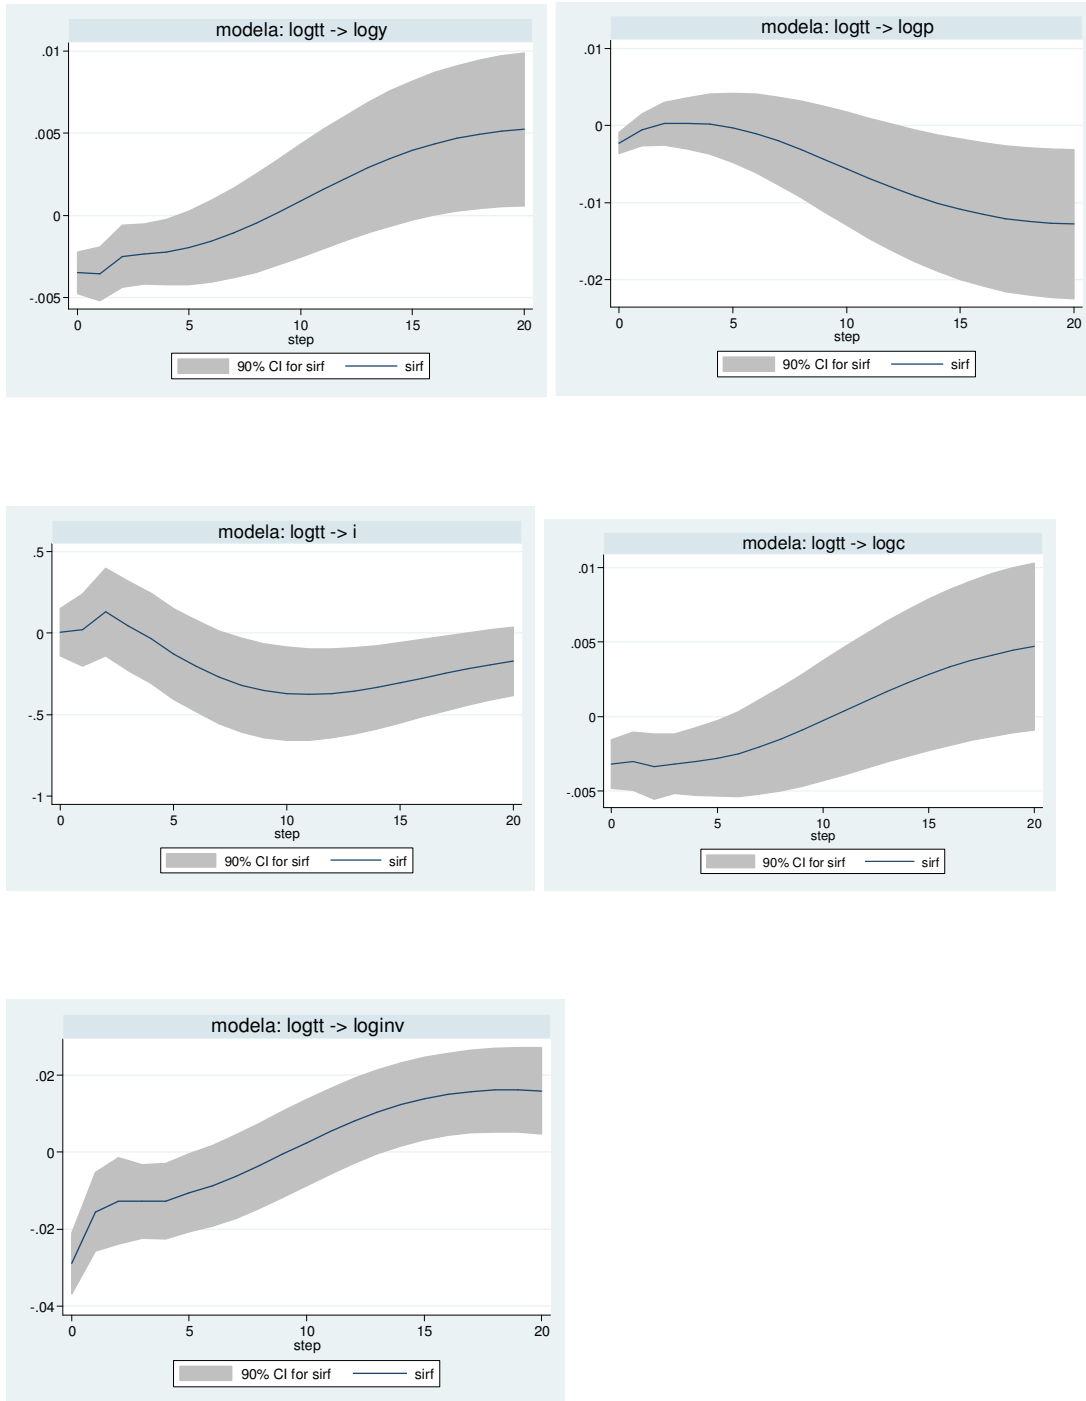 modela: logtt -> logy
.01
.005
0
-.005
0 5 10 15 20
step
90% CI for sirf sirf
modela: logtt -> logp
.01
0
-.01
-.02
0 5 10 15 20
step
90% CI for sirf sirf
modela: logtt -> i
.5
0
-.5
-1
0 5 10 15 20
step
90% CI for sirf sirf
modela: logtt -> logc
.01
.005
0
-.005
0 5 10 15 20
step
90% CI for sirf sirf
modela: logtt -> loginv
.02
0
-.02
-.04
0 5 10 15 20
step
90% CI for sirf sirf